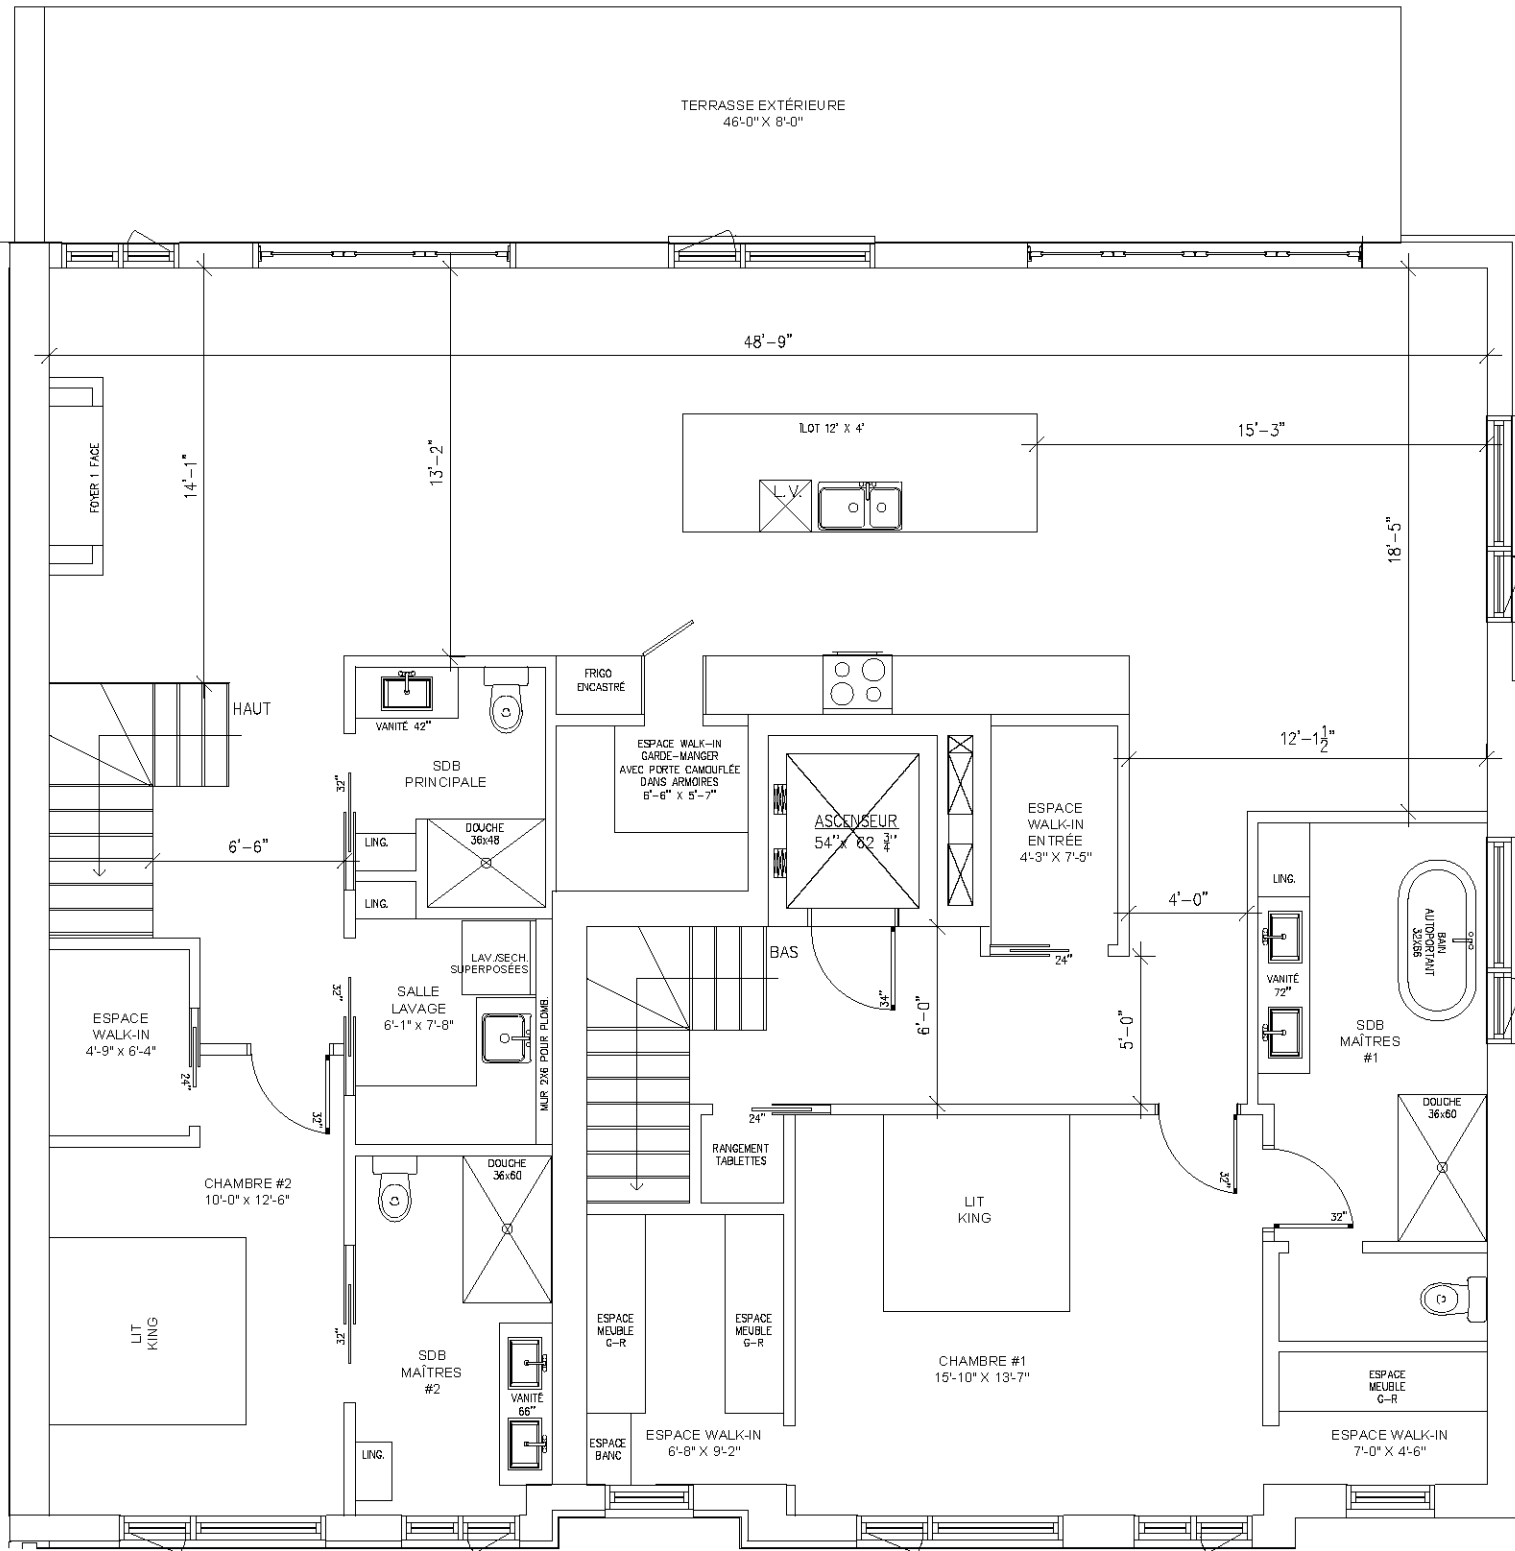 TERRASSE EXTÉRIEURE
46'-0" X 8'-0"
48'-9"
ÎLOT 12' X 4'
15'-3"
14'-1"
13'-2"
FOYER 1 FACE
L.V.
18'-5"
HAUT
VANITÉ 42"
FRIGO
ENCASTRÉ
SDB
PRINCIPALE
32"
ESPACE WALK-IN
GARDE-MANGER
AVEC PORTE CAMOUFLÉE
DANS ARMOIRES
6'-6" X 5'-7"
12'-1½"
ASCENSEUR
54" x 62 ¾"
ESPACE
WALK-IN
ENTRÉE
4'-3" X 7'-5"
6'-6"
LING.
DOUCHE
36x48
LING.
LING.
4'-0"
BAIN
AUTOPORTANT
32X66
VANITÉ
72"
LAV./SECH.
SUPERPOSÉES
BAS
24"
34"
6'-0"
5'-0"
SALLE
LAVAGE
6'-1" x 7'-8"
32"
MUR 2X6 POUR PLOMB.
ESPACE
WALK-IN
4'-9" x 6'-4"
24"
32"
SDB
MAÎTRES
#1
DOUCHE
36x60
24"
RANGEMENT
TABLETTES
CHAMBRE #2
10'-0" X 12'-6"
DOUCHE
36x60
LIT
KING
32"
32"
LIT
KING
32"
SDB
MAÎTRES
#2
VANITÉ
66"
ESPACE
MEUBLE
G-R
ESPACE
MEUBLE
G-R
CHAMBRE #1
15'-10" X 13'-7"
ESPACE
MEUBLE
G-R
LING.
ESPACE
BANC
ESPACE WALK-IN
6'-8" X 9'-2"
ESPACE WALK-IN
7'-0" X 4'-6"